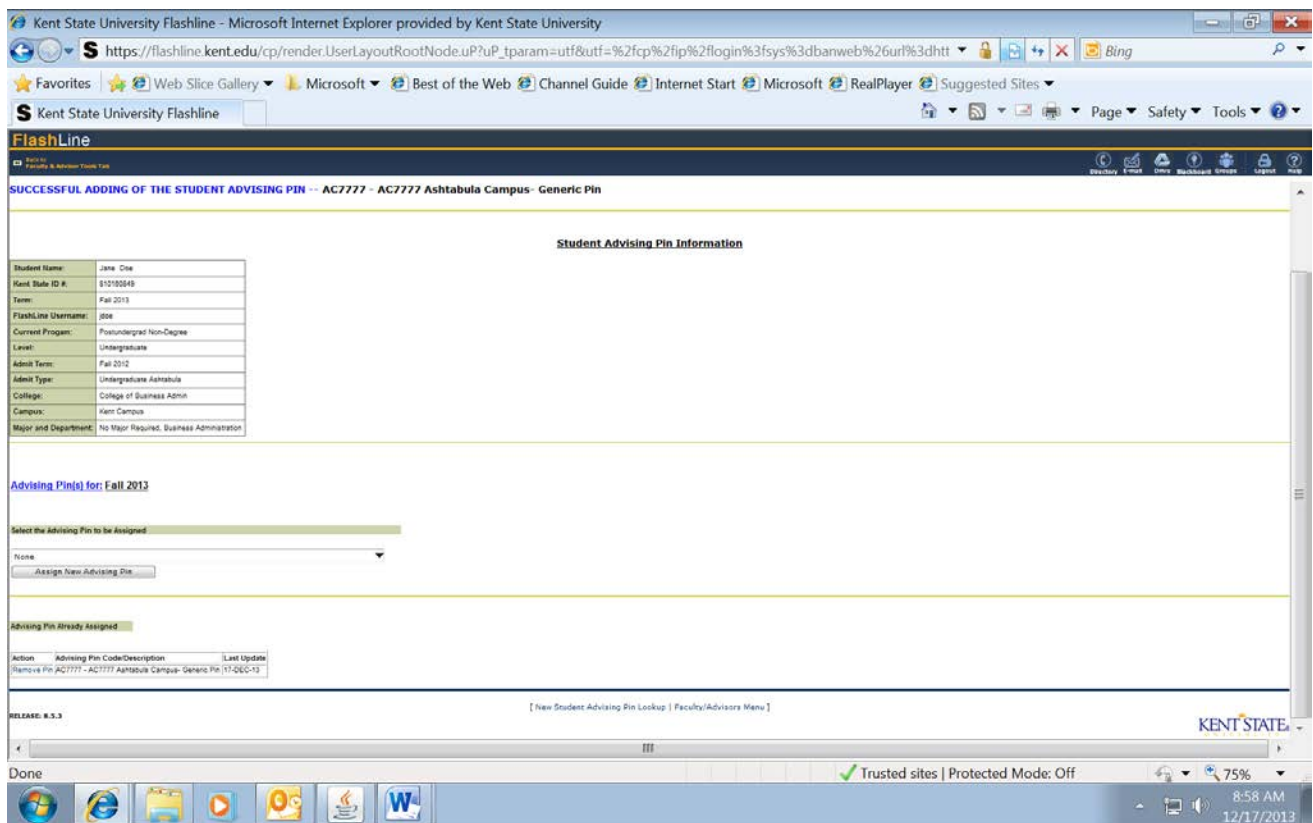 Kent State University Flashline - Microsoft Internet Explorer provided by Kent State University
https://flashline.kent.edu/cp/render.UserLayoutRootNode.uP?uP_tparam=utf&utf=%2fcp%2fip%2flogin%3fsys%3dbanweb%26url%3dhtt Bing
Favorites Web Slice Gallery Microsoft Best of the Web Channel Guide Internet Start Microsoft RealPlayer Suggested Sites
Kent State University Flashline Page Safety Tools
FlashLine
Back to
Faculty & Advisor Tools Tab
Directory E-mail Drive Blackboard Groups Logout Help
SUCCESSFUL ADDING OF THE STUDENT ADVISING PIN -- AC7777 - AC7777 Ashtabula Campus- Generic Pin
Student Advising Pin Information
Student Name: Jane Doe
Kent State ID #: 810180849
Term: Fall 2013
FlashLine Username: jdoe
Current Progam: Postundergrad Non-Degree
Level: Undergraduate
Admit Term: Fall 2012
Admit Type: Undergraduate Ashtabula
College: College of Business Admin
Campus: Kent Campus
Major and Department: No Major Required, Business Administration
Advising Pin(s) for: Fall 2013
Select the Advising Pin to be Assigned
None
Assign New Advising Pin
Advising Pin Already Assigned
Action Advising Pin Code/Description Last Update
Remove Pin AC7777 - AC7777 Ashtabula Campus- Generic Pin 17-DEC-13
[ New Student Advising Pin Lookup | Faculty/Advisors Menu ]
RELEASE: 8.5.3
KENT STATE
Done Trusted sites | Protected Mode: Off 75%
8:58 AM
12/17/2013